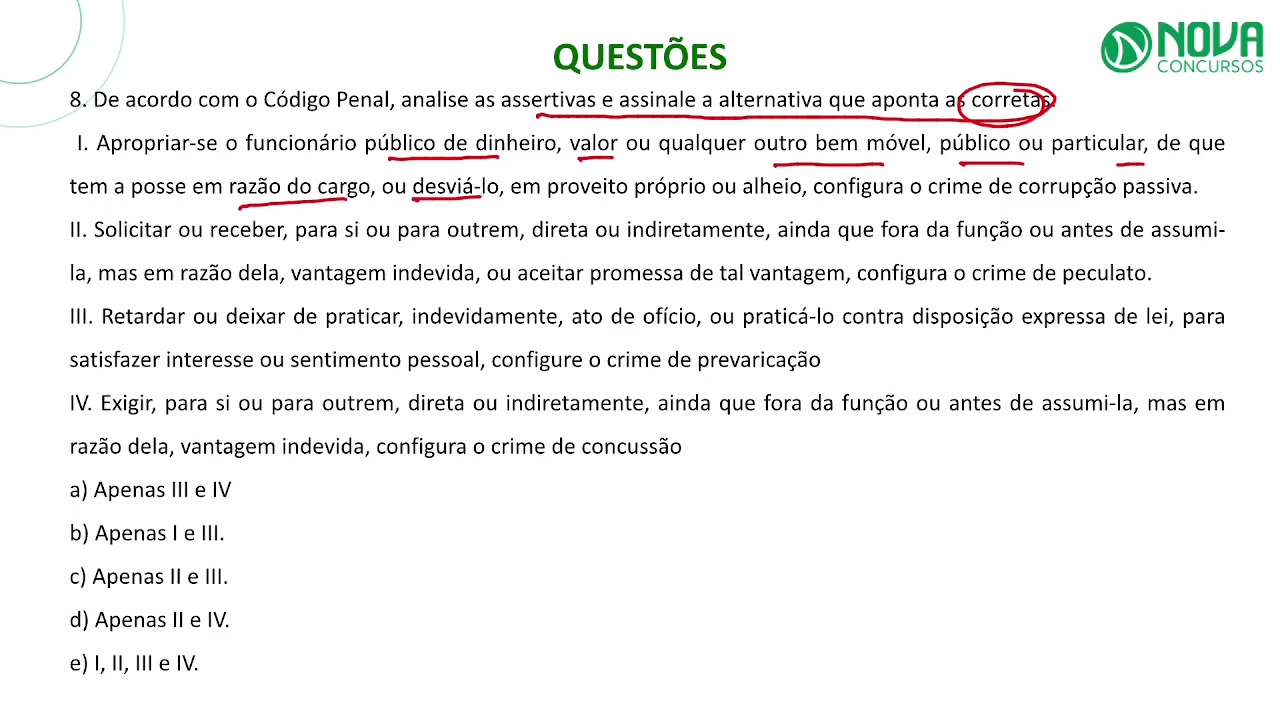 QUESTÕES
NOVA
CONCURSOS
8. De acordo com o Código Penal, analise as assertivas e assinale a alternativa que aponta as corretas.
I. Apropriar-se o funcionário público de dinheiro, valor ou qualquer outro bem móvel, público ou particular, de que
tem a posse em razão do cargo, ou desviá-lo, em proveito próprio ou alheio, configura o crime de corrupção passiva.
II. Solicitar ou receber, para si ou para outrem, direta ou indiretamente, ainda que fora da função ou antes de assumi-
la, mas em razão dela, vantagem indevida, ou aceitar promessa de tal vantagem, configura o crime de peculato.
III. Retardar ou deixar de praticar, indevidamente, ato de ofício, ou praticá-lo contra disposição expressa de lei, para
satisfazer interesse ou sentimento pessoal, configure o crime de prevaricação
IV. Exigir, para si ou para outrem, direta ou indiretamente, ainda que fora da função ou antes de assumi-la, mas em
razão dela, vantagem indevida, configura o crime de concussão
a) Apenas III e IV
b) Apenas I e III.
c) Apenas II e III.
d) Apenas II e IV.
e) I, II, III e IV.